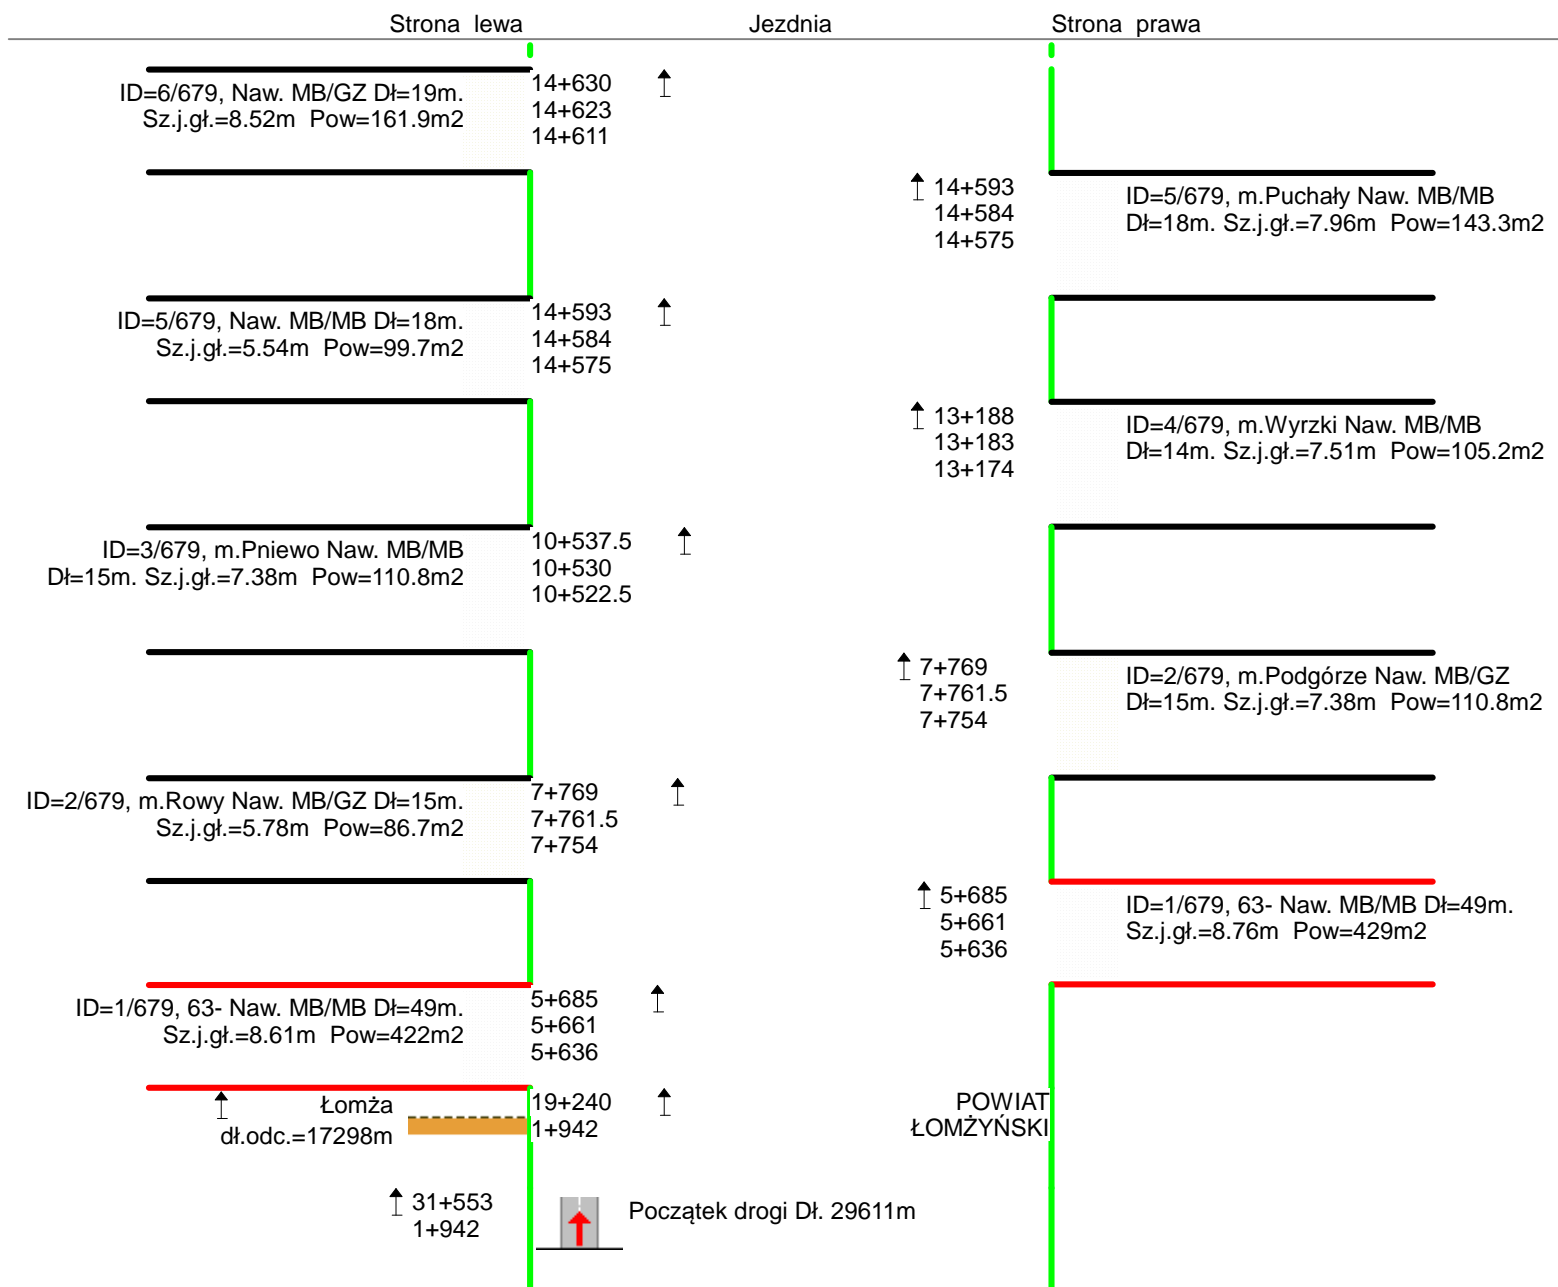 Strona lewa
Jezdnia
Strona prawa
ID=6/679, Naw. MB/GZ Dł=19m.
Sz.j.gł.=8.52m Pow=161.9m2
14+630
14+623
14+611
14+593
14+584
14+575
ID=5/679, m.Puchały Naw. MB/MB
Dł=18m. Sz.j.gł.=7.96m Pow=143.3m2
ID=5/679, Naw. MB/MB Dł=18m.
Sz.j.gł.=5.54m Pow=99.7m2
14+593
14+584
14+575
13+188
13+183
13+174
ID=4/679, m.Wyrzki Naw. MB/MB
Dł=14m. Sz.j.gł.=7.51m Pow=105.2m2
ID=3/679, m.Pniewo Naw. MB/MB
Dł=15m. Sz.j.gł.=7.38m Pow=110.8m2
10+537.5
10+530
10+522.5
7+769
7+761.5
7+754
ID=2/679, m.Podgórze Naw. MB/GZ
Dł=15m. Sz.j.gł.=7.38m Pow=110.8m2
ID=2/679, m.Rowy Naw. MB/GZ Dł=15m.
Sz.j.gł.=5.78m Pow=86.7m2
7+769
7+761.5
7+754
5+685
5+661
5+636
ID=1/679, 63- Naw. MB/MB Dł=49m.
Sz.j.gł.=8.76m Pow=429m2
ID=1/679, 63- Naw. MB/MB Dł=49m.
Sz.j.gł.=8.61m Pow=422m2
5+685
5+661
5+636
Łomża
dł.odc.=17298m
19+240
1+942
POWIAT
ŁOMŻYŃSKI
31+553
1+942
Początek drogi Dł. 29611m